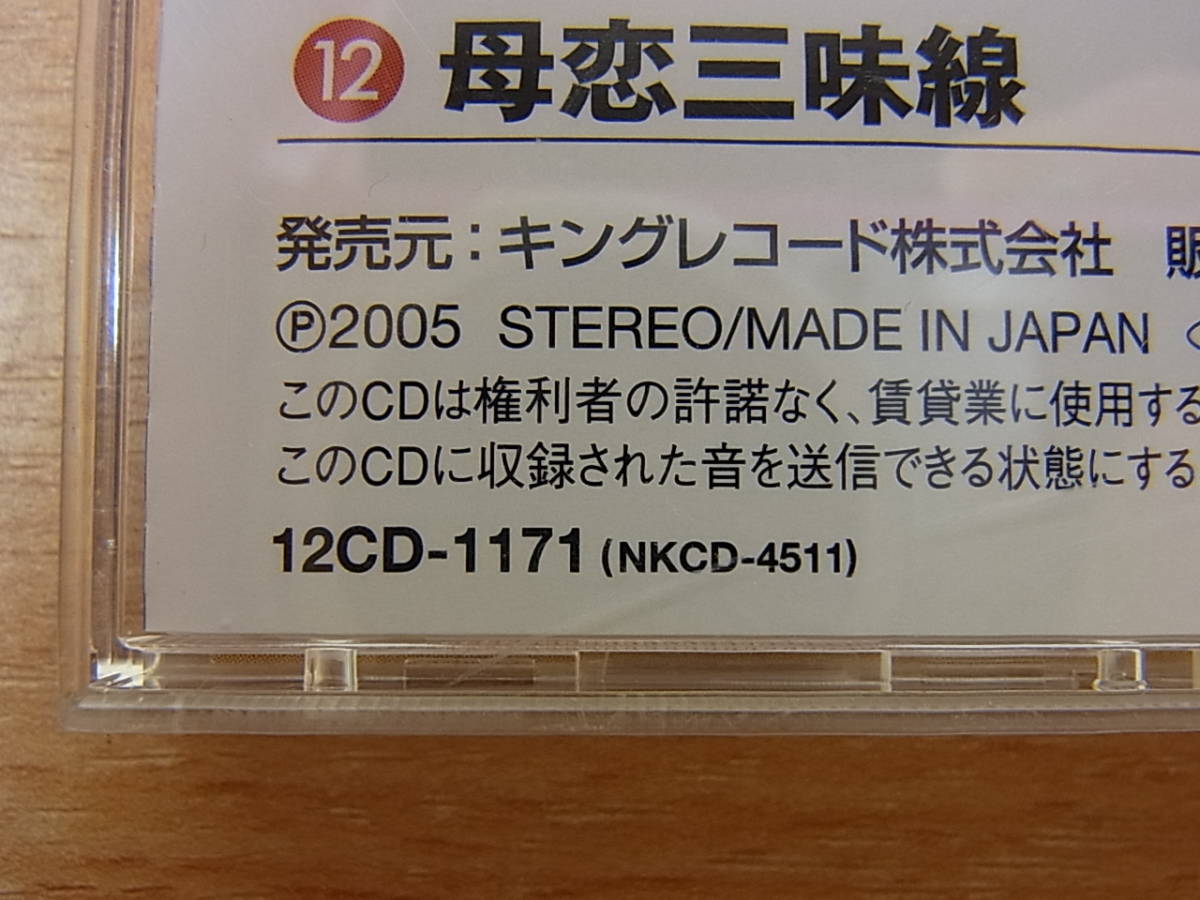 12 母恋三味線
発売元:キングレコード株式会社 販
Ⓟ2005 STEREO/MADE IN JAPAN
このCDは権利者の許諾なく、賃貸業に使用する
このCDに収録された音を送信できる状態にする
12CD-1171 (NKCD-4511)